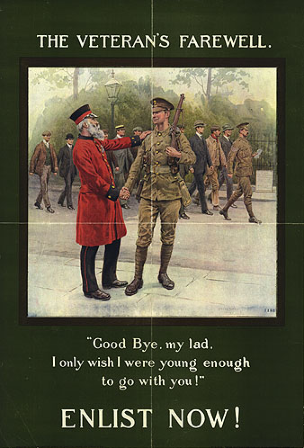 THE VETERAN'S FAREWELL.
"Good Bye, my lad,
I only wish I were young enough
to go with you!"
ENLIST NOW!